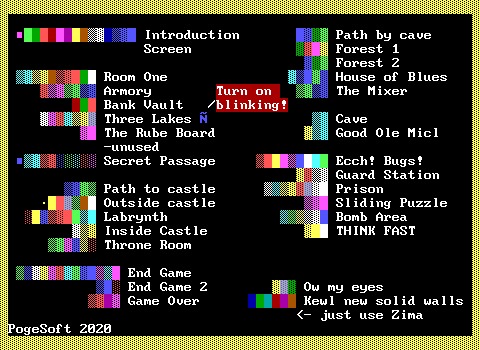 Introduction
Screen
Room One
Armory
Bank Vault
Three Lakes Ñ
The Rube Board
-unused
Secret Passage
Path to castle
Outside castle
Labrynth
Inside Castle
Throne Room
End Game
End Game 2
Game Over
PogeSoft 2020
Turn on
blinking!
Path by cave
Forest 1
Forest 2
House of Blues
The Mixer
Cave
Good Ole Micl
Ecch! Bugs!
Guard Station
Prison
Sliding Puzzle
Bomb Area
THINK FAST
Ow my eyes
Kewl new solid walls
<- just use Zima